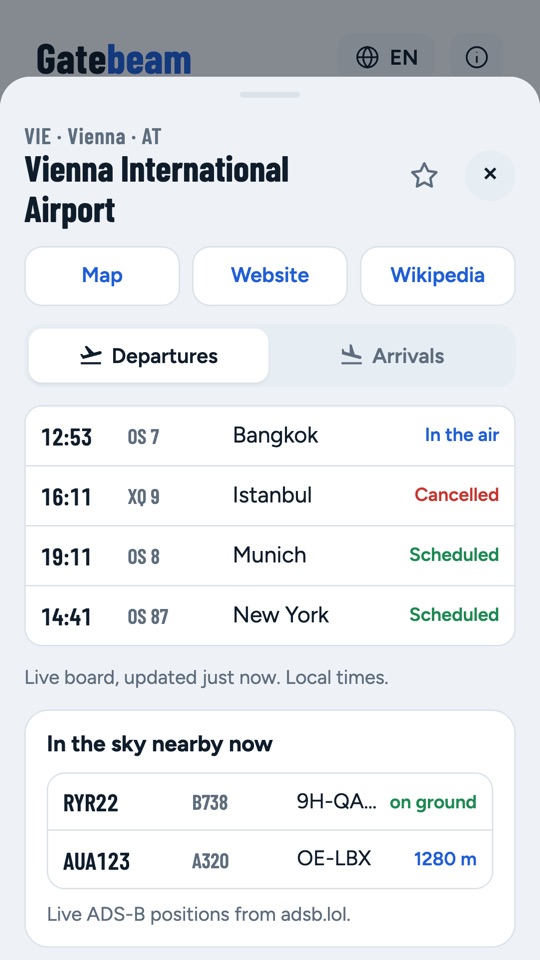 Gatebeam
EN
VIE · Vienna · AT
Vienna International
Airport
Map Website Wikipedia
Departures Arrivals
12:53 OS 7 Bangkok In the air
16:11 XQ 9 Istanbul Cancelled
19:11 OS 8 Munich Scheduled
14:41 OS 87 New York Scheduled
Live board, updated just now. Local times.
In the sky nearby now
RYR22 B738 9H-QA... on ground
AUA123 A320 OE-LBX 1280 m
Live ADS-B positions from adsb.lol.